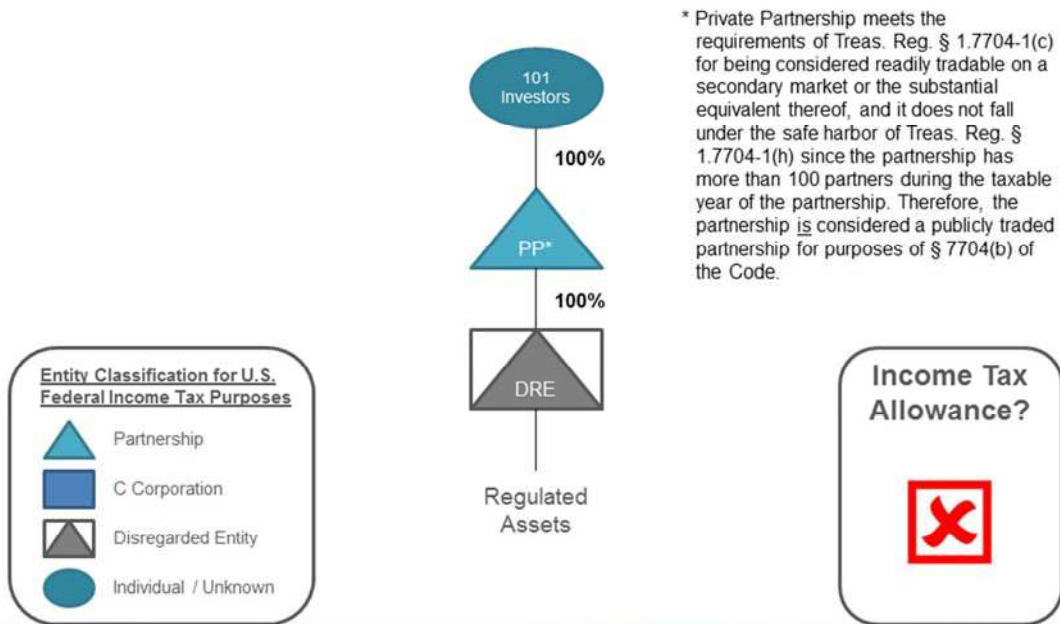 * Private Partnership meets the
requirements of Treas. Reg. § 1.7704-1(c)
for being considered readily tradable on a
secondary market or the substantial
equivalent thereof, and it does not fall
under the safe harbor of Treas. Reg. §
1.7704-1(h) since the partnership has
more than 100 partners during the taxable
year of the partnership. Therefore, the
partnership is considered a publicly traded
partnership for purposes of § 7704(b) of
the Code.
101
Investors
100%
PP*
100%
DRE
Regulated
Assets
Entity Classification for U.S.
Federal Income Tax Purposes
Partnership
C Corporation
Disregarded Entity
Individual / Unknown
Income Tax
Allowance?